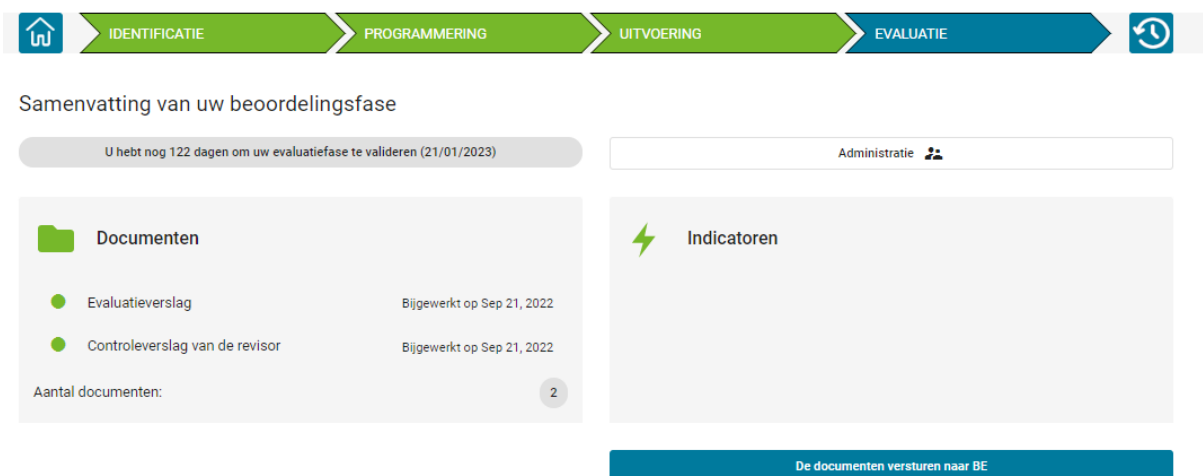 IDENTIFICATIE
PROGRAMMERING
UITVOERING
EVALUATIE
Samenvatting van uw beoordelingsfase
U hebt nog 122 dagen om uw evaluatiefase te valideren (21/01/2023)
Administratie
Documenten
Evaluatieverslag Bijgewerkt op Sep 21, 2022
Controleverslag van de revisor Bijgewerkt op Sep 21, 2022
Aantal documenten: 2
Indicatoren
De documenten versturen naar BE